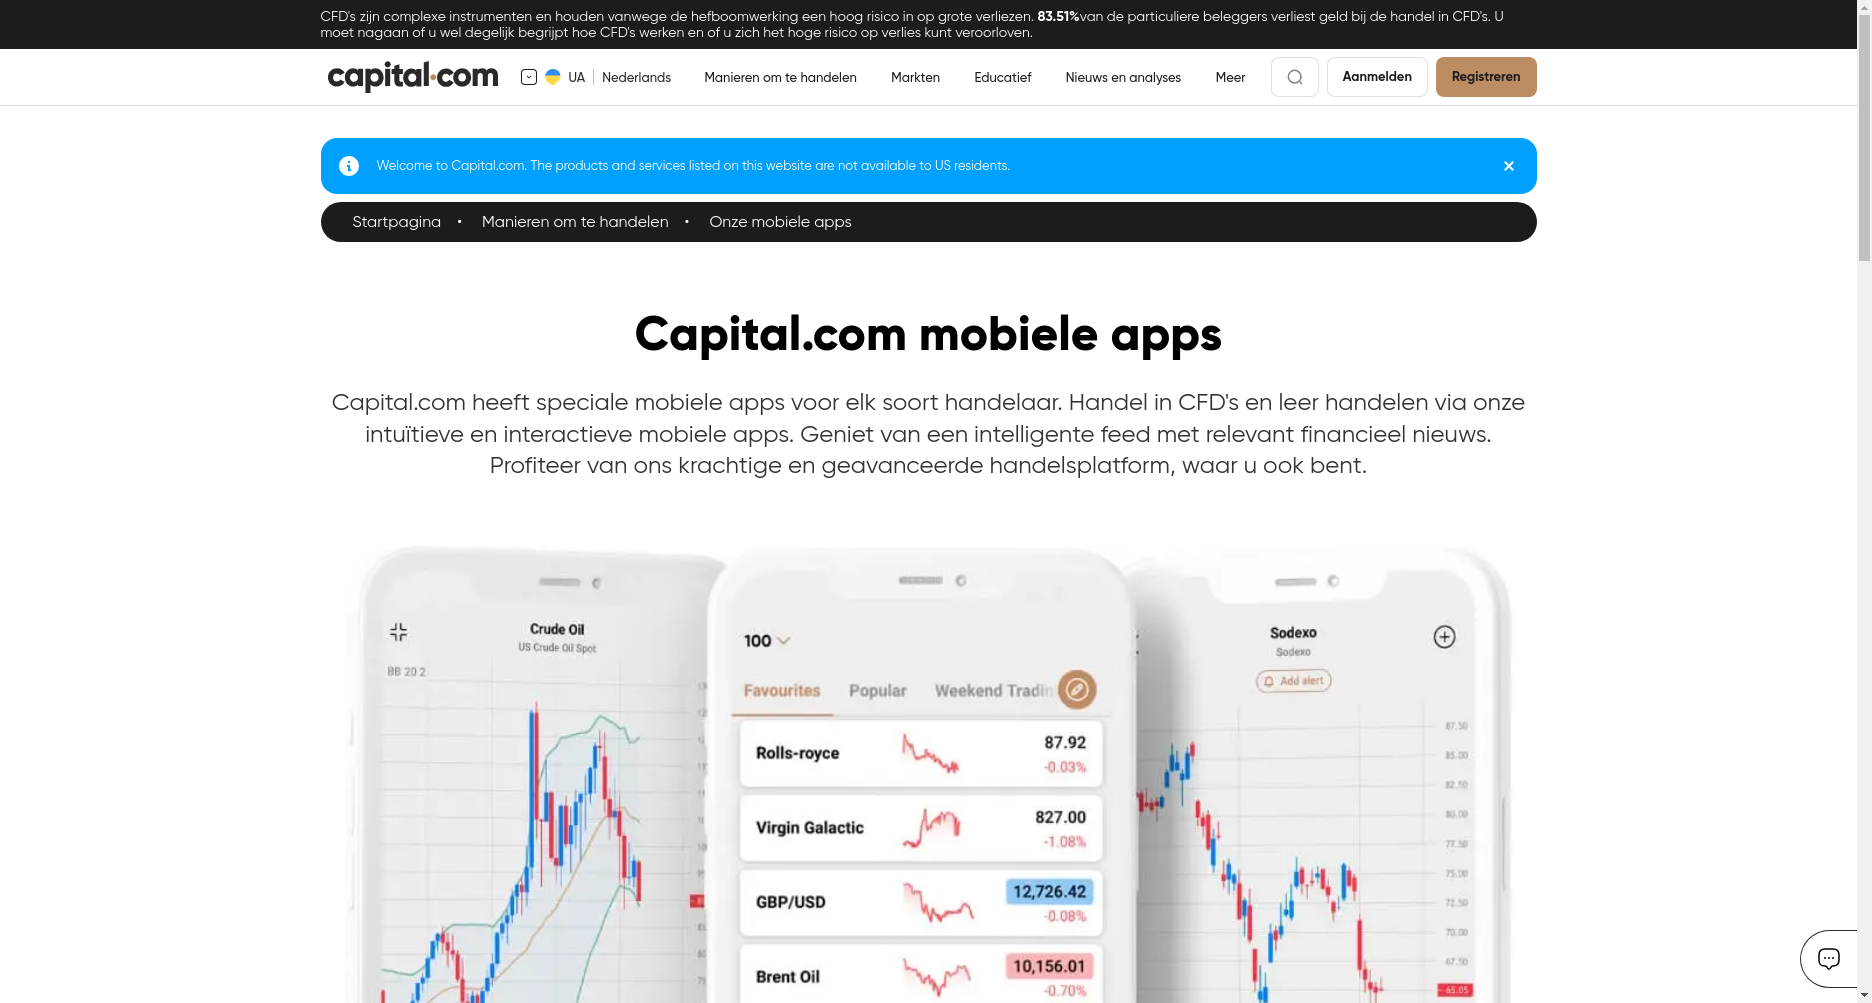 CFD's zijn complexe instrumenten en houden vanwege de hefboomwerking een hoog risico in op grote verliezen. 83.51%van de particuliere beleggers verliest geld bij de handel in CFD's. U
moet nagaan of u wel degelijk begrijpt hoe CFD's werken en of u zich het hoge risico op verlies kunt veroorloven.
capital.com UA Nederlands Manieren om te handelen Markten Educatief Nieuws en analyses Meer Aanmelden Registreren
Welcome to Capital.com. The products and services listed on this website are not available to US residents.
Startpagina • Manieren om te handelen • Onze mobiele apps
Capital.com mobiele apps
Capital.com heeft speciale mobiele apps voor elk soort handelaar. Handel in CFD's en leer handelen via onze
intuïtieve en interactieve mobiele apps. Geniet van een intelligente feed met relevant financieel nieuws.
Profiteer van ons krachtige en geavanceerde handelsplatform, waar u ook bent.
Crude Oil
US Crude Oil Spot
BB 20 2
100
Favourites Popular Weekend Tradin
Rolls-royce 87.92
-0.03%
Virgin Galactic 827.00
-1.08%
GBP/USD 12,726.42
-0.08%
Brent Oil 10,156.01
-0.70%
Sodexo
Sodexo
Add alert
87.50
85.00
82.50
80.00
77.50
75.00
72.50
70.00
67.50
65.05